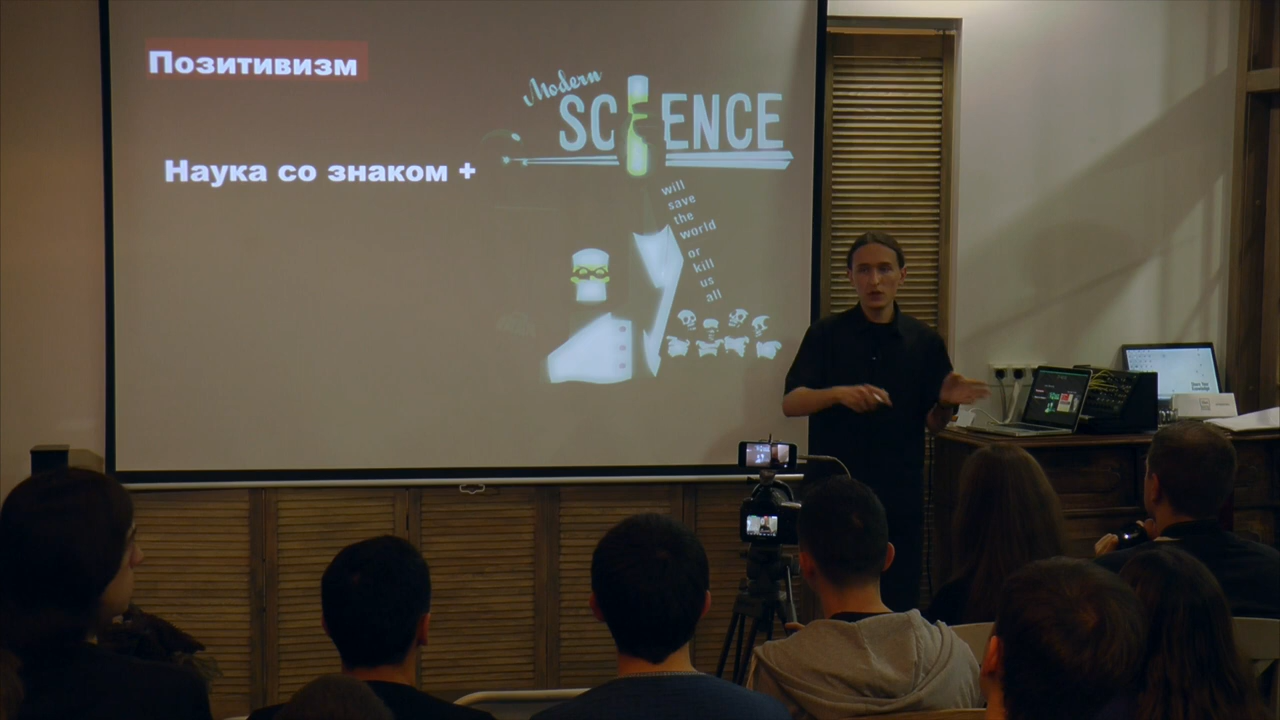 Позитивизм
Наука со знаком +
Modern
SCIENCE
will
save
the
world
or
kill
us
all